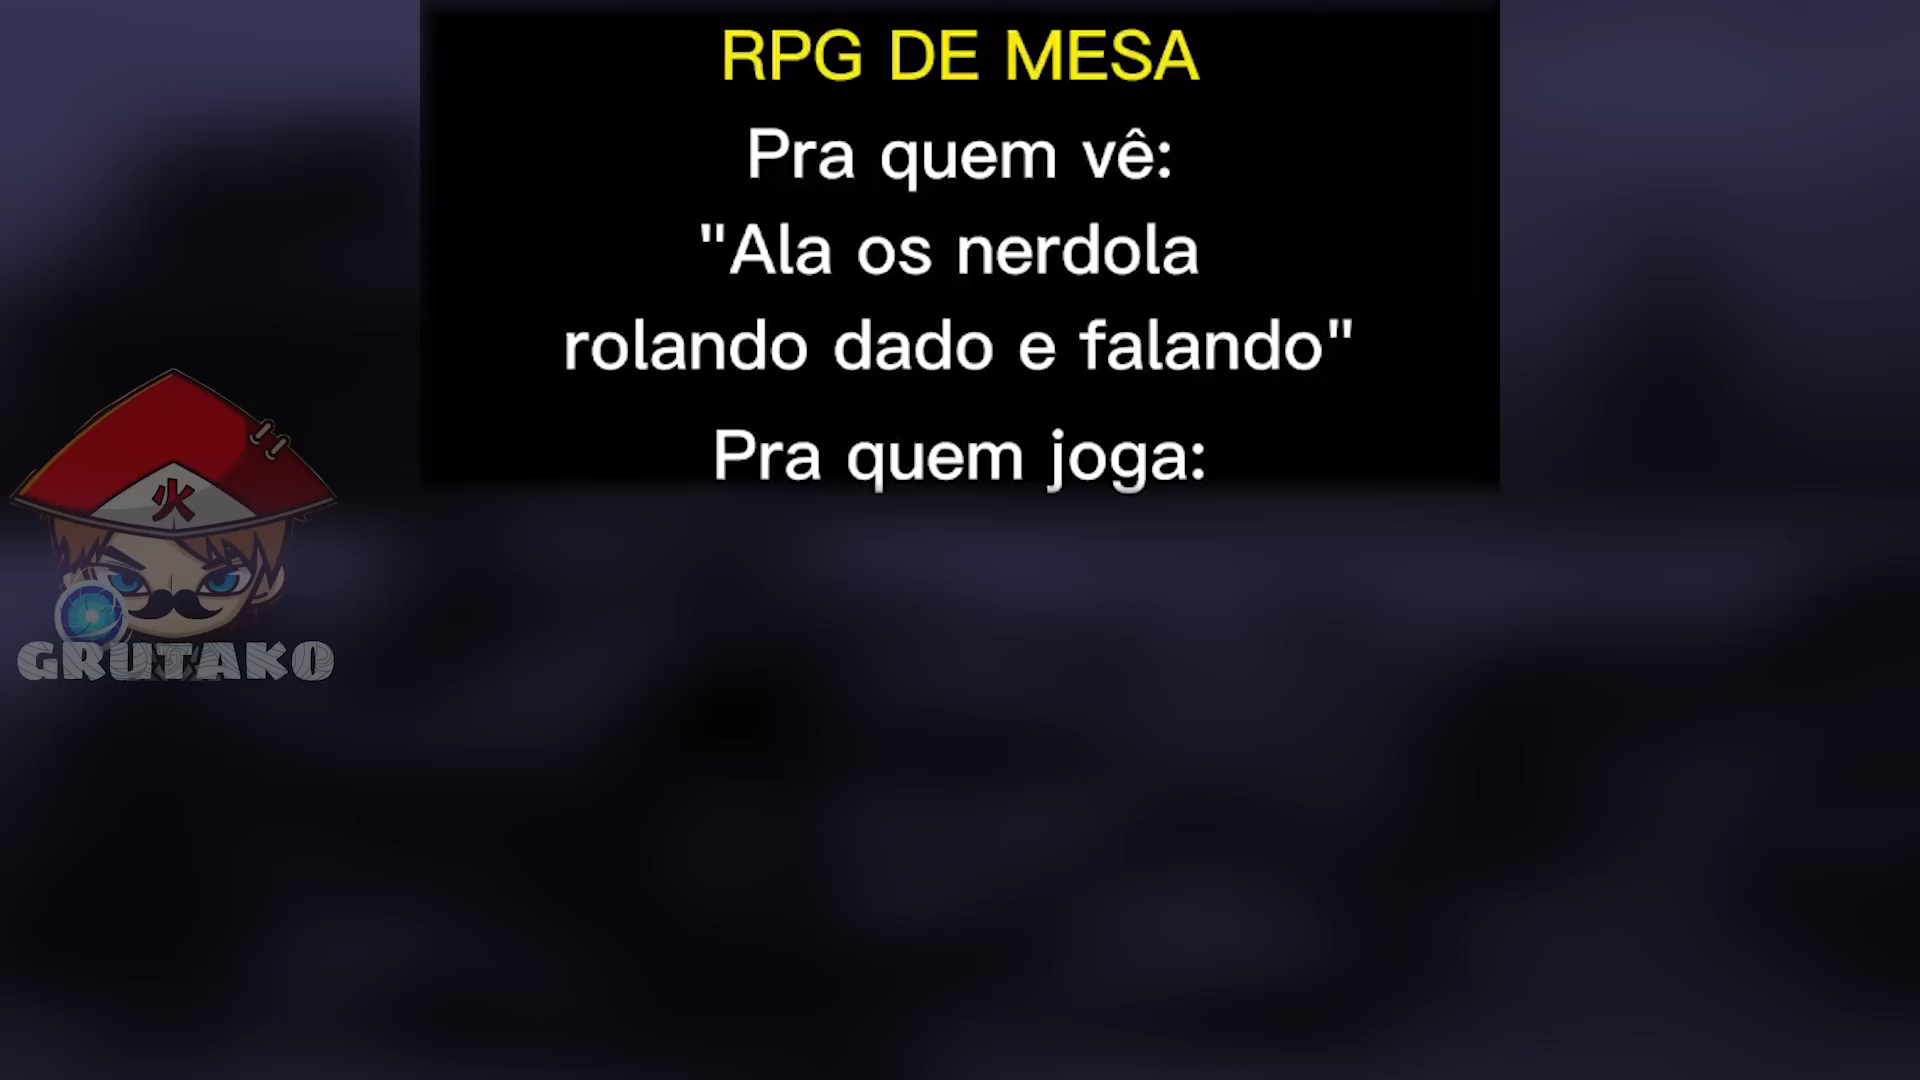 RPG DE MESA
Pra quem vê:
"Ala os nerdola
rolando dado e falando"
Pra quem joga:
火
GRUTAKO